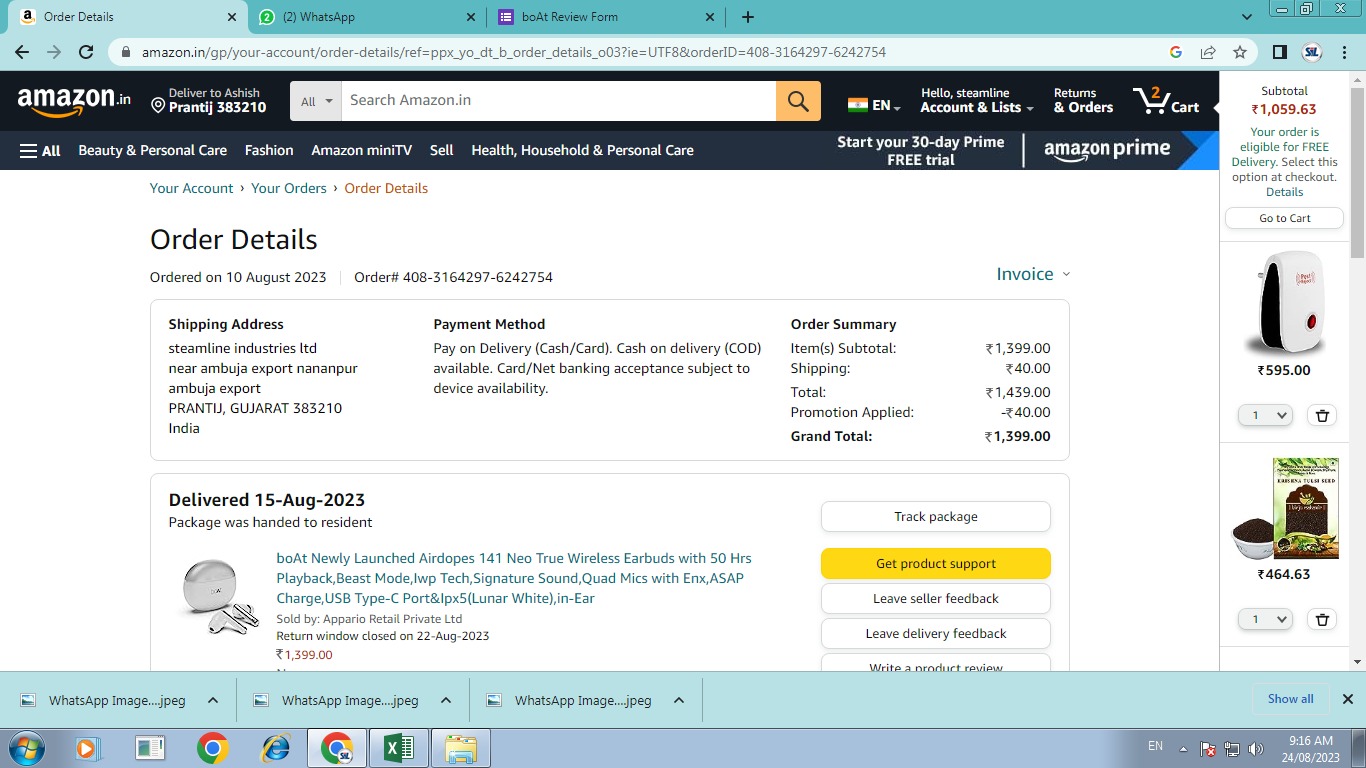 Order Details
(2) WhatsApp
boAt Review Form
amazon.in/gp/your-account/order-details/ref=ppx_yo_dt_b_order_details_o03?ie=UTF8&orderID=408-3164297-6242754
amazon.in
Deliver to Ashish
Prantij 383210
All
Search Amazon.in
EN
Hello, steamline
Account & Lists
Returns
& Orders
2
Cart
All
Beauty & Personal Care
Fashion
Amazon miniTV
Sell
Health, Household & Personal Care
Start your 30-day Prime
FREE trial
amazon prime
Subtotal
₹1,059.63
Your order is
eligible for FREE
Delivery. Select this
option at checkout.
Details
Go to Cart
₹595.00
1
KRISHNA TULSI SEED
₹464.63
1
Your Account › Your Orders › Order Details
Order Details
Ordered on 10 August 2023
Order# 408-3164297-6242754
Invoice
Shipping Address
steamline industries ltd
near ambuja export nananpur
ambuja export
PRANTIJ, GUJARAT 383210
India
Payment Method
Pay on Delivery (Cash/Card). Cash on delivery (COD)
available. Card/Net banking acceptance subject to
device availability.
Order Summary
Item(s) Subtotal: ₹1,399.00
Shipping: ₹40.00
Total: ₹1,439.00
Promotion Applied: -₹40.00
Grand Total: ₹1,399.00
Delivered 15-Aug-2023
Package was handed to resident
boAt Newly Launched Airdopes 141 Neo True Wireless Earbuds with 50 Hrs
Playback,Beast Mode,Iwp Tech,Signature Sound,Quad Mics with Enx,ASAP
Charge,USB Type-C Port&Ipx5(Lunar White),in-Ear
Sold by: Appario Retail Private Ltd
Return window closed on 22-Aug-2023
₹1,399.00
Track package
Get product support
Leave seller feedback
Leave delivery feedback
Write a product review
WhatsApp Image....jpeg
WhatsApp Image....jpeg
WhatsApp Image....jpeg
Show all
EN
9:16 AM
24/08/2023